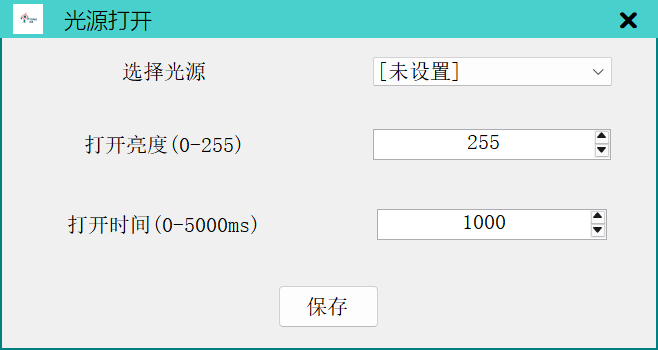 光源打开
选择光源 [未设置]
打开亮度(0-255) 255
打开时间(0-5000ms) 1000
保存